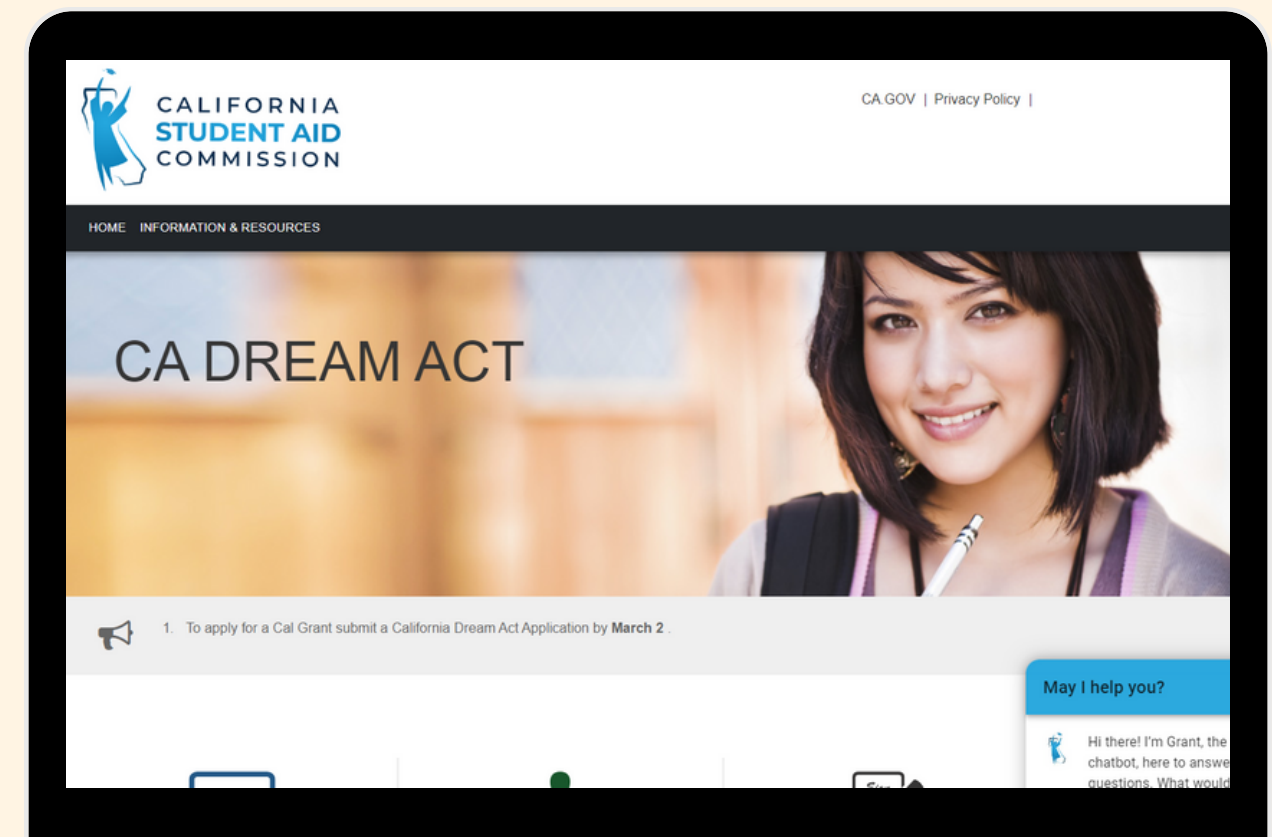 CALIFORNIA
STUDENT AID
COMMISSION
CA.GOV | Privacy Policy |
HOME INFORMATION & RESOURCES
CA DREAM ACT
1. To apply for a Cal Grant submit a California Dream Act Application by March 2 .
May I help you?
Hi there! I'm Grant, the
chatbot, here to answe
questions. What would